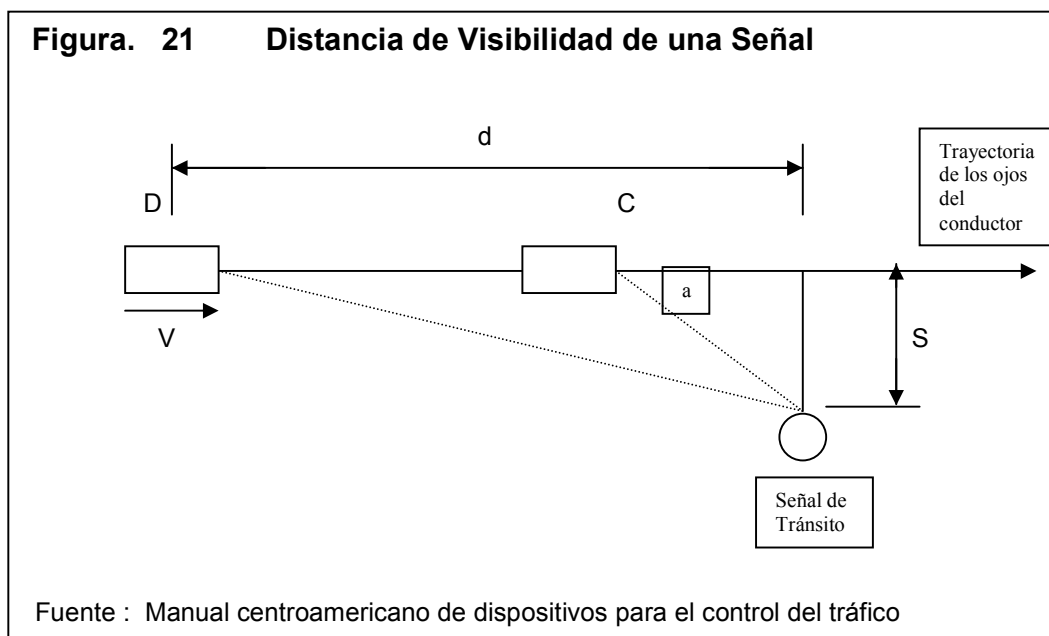 Figura. 21 Distancia de Visibilidad de una Señal
d
D
C
Trayectoria
de los ojos
del
conductor
a
V
S
Señal de
Tránsito
Fuente : Manual centroamericano de dispositivos para el control del tráfico